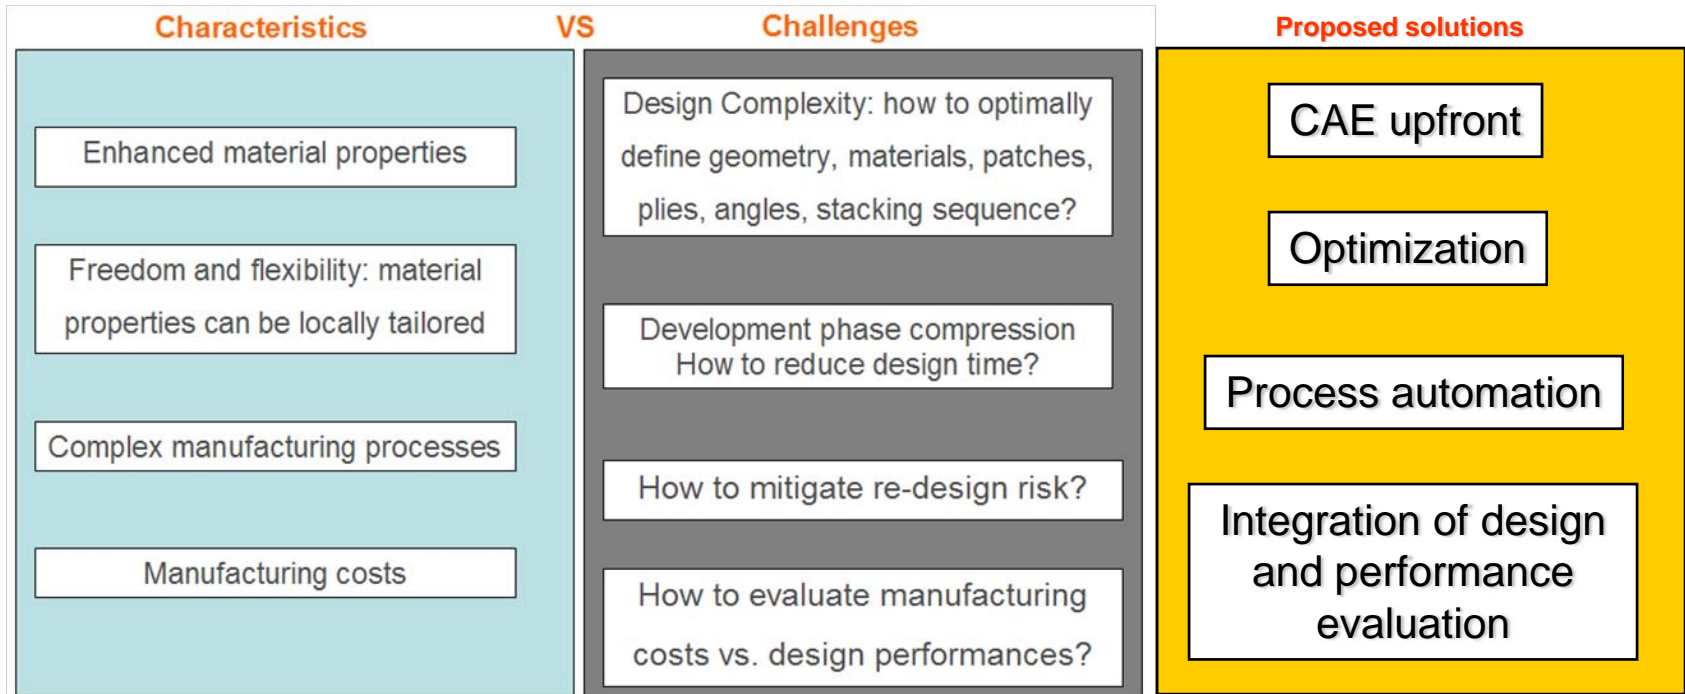 Characteristics
VS
Challenges
Proposed solutions
Enhanced material properties
Freedom and flexibility: material
properties can be locally tailored
Complex manufacturing processes
Manufacturing costs
Design Complexity: how to optimally
define geometry, materials, patches,
plies, angles, stacking sequence?
Development phase compression
How to reduce design time?
How to mitigate re-design risk?
How to evaluate manufacturing
costs vs. design performances?
CAE upfront
Optimization
Process automation
Integration of design
and performance
evaluation